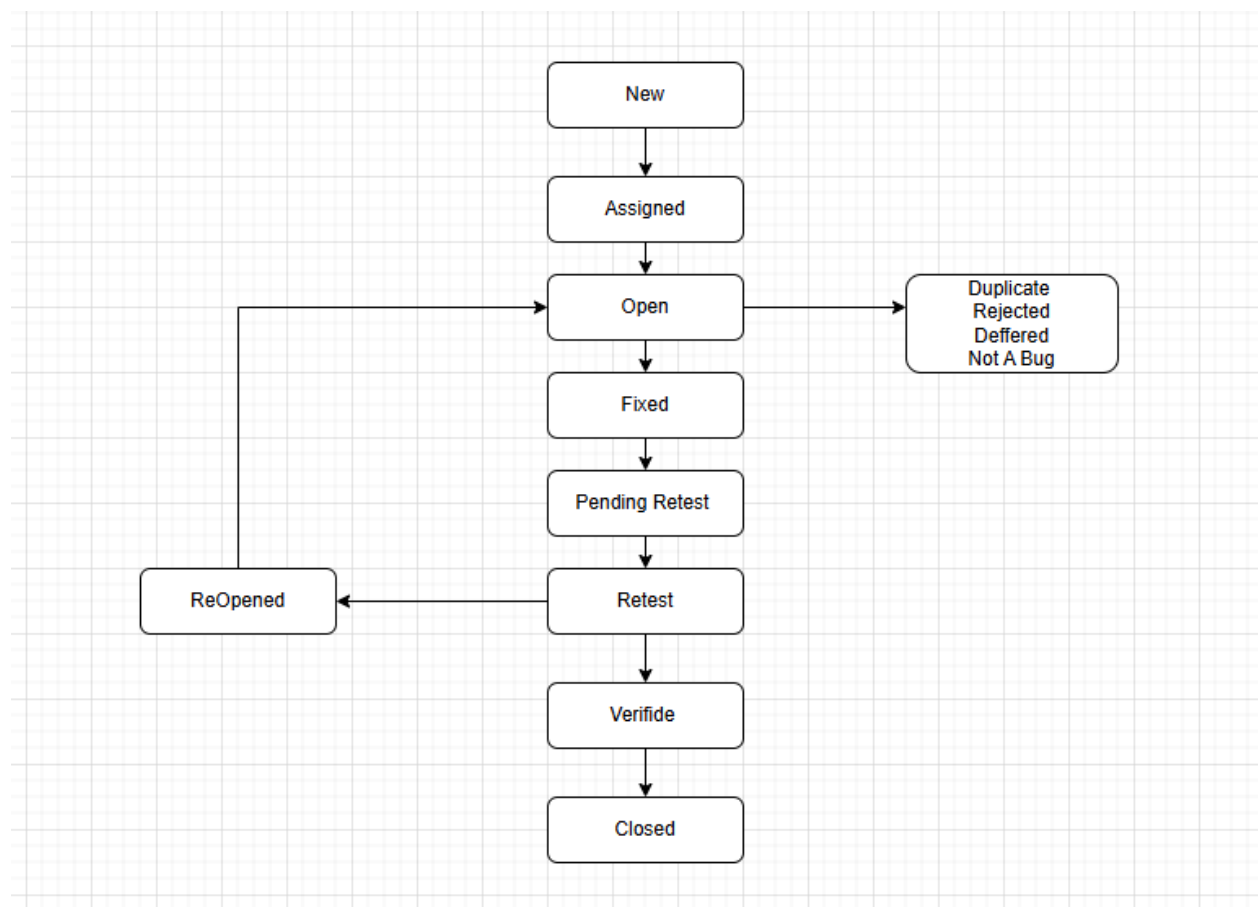 New
Assigned
Open
Duplicate
Rejected
Deffered
Not A Bug
Fixed
Pending Retest
ReOpened
Retest
Verifide
Closed